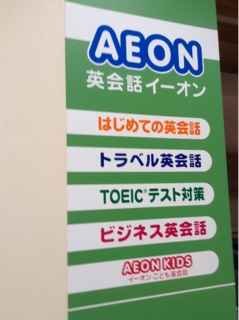 AEON
英会話イーオン
はじめての英会話
トラベル英会話
TOEIC®テスト対策
ビジネス英会話
AEON KIDS
イーオン こども英会話